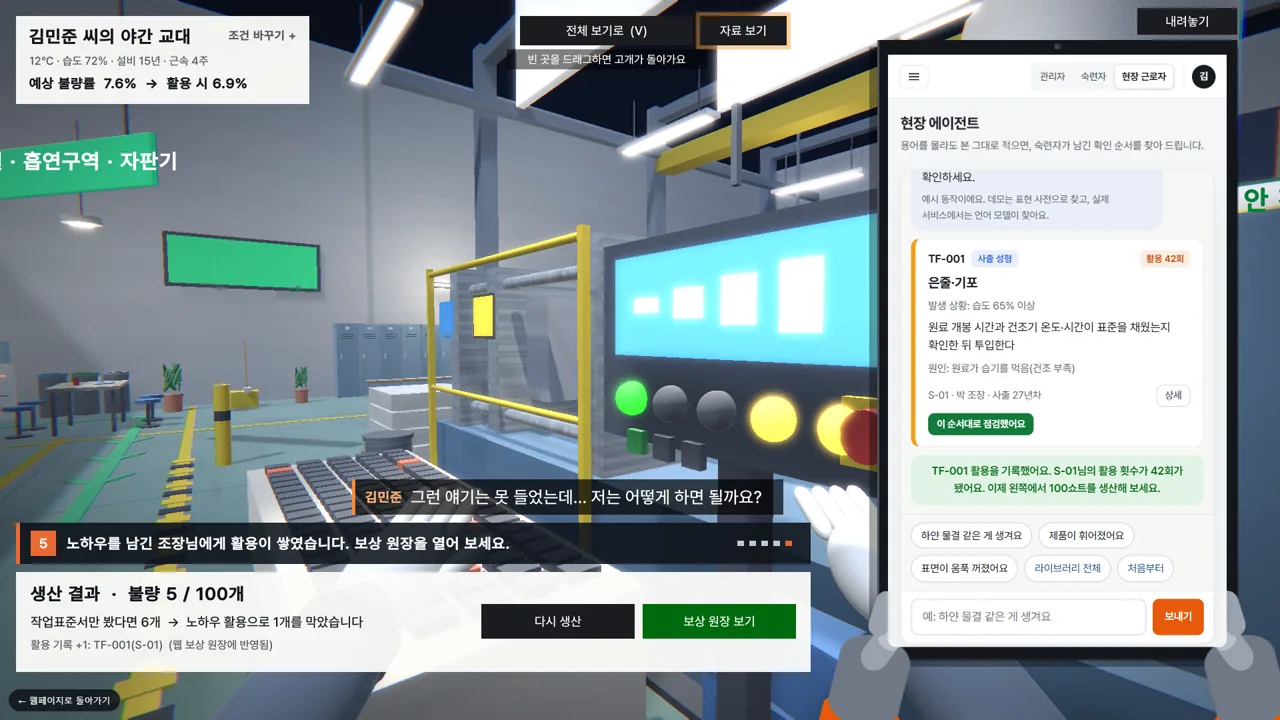 김민준 씨의 야간 교대
조건 바꾸기 +
12°C · 습도 72% · 설비 15년 · 근속 4주
예상 불량률 7.6% → 활용 시 6.9%
전체 보기로 (V)
자료 보기
빈 곳을 드래그하면 고개가 돌아가요
내려놓기
· 흡연구역 · 자판기
안
관리자
숙련자
현장 근로자
김
현장 에이전트
용어를 몰라도 본 그대로 적으면, 숙련자가 남긴 확인 순서를 찾아 드립니다.
확인하세요.
예시 동작이에요. 데모는 표현 사전으로 찾고, 실제
서비스에서는 언어 모델이 찾아요.
TF-001 사출 성형 활용 42회
은줄·기포
발생 상황: 습도 65% 이상
원료 개봉 시간과 건조기 온도·시간이 표준을 채웠는지
확인한 뒤 투입한다
원인: 원료가 습기를 먹음(건조 부족)
S-01 · 박 조장 · 사출 27년차
상세
이 순서대로 점검했어요
TF-001 활용을 기록했어요. S-01님의 활용 횟수가 42회가
됐어요. 이제 왼쪽에서 100쇼트를 생산해 보세요.
하얀 물결 같은 게 생겨요
제품이 휘어졌어요
표면이 움푹 꺼졌어요
라이브러리 전체
처음부터
예: 하얀 물결 같은 게 생겨요
보내기
김민준 그런 얘기는 못 들었는데... 저는 어떻게 하면 될까요?
5 노하우를 남긴 조장님에게 활용이 쌓였습니다. 보상 원장을 열어 보세요.
생산 결과 · 불량 5 / 100개
작업표준서만 봤다면 6개 → 노하우 활용으로 1개를 막았습니다
활용 기록 +1: TF-001(S-01) (웹 보상 원장에 반영됨)
다시 생산
보상 원장 보기
← 웹페이지로 돌아가기